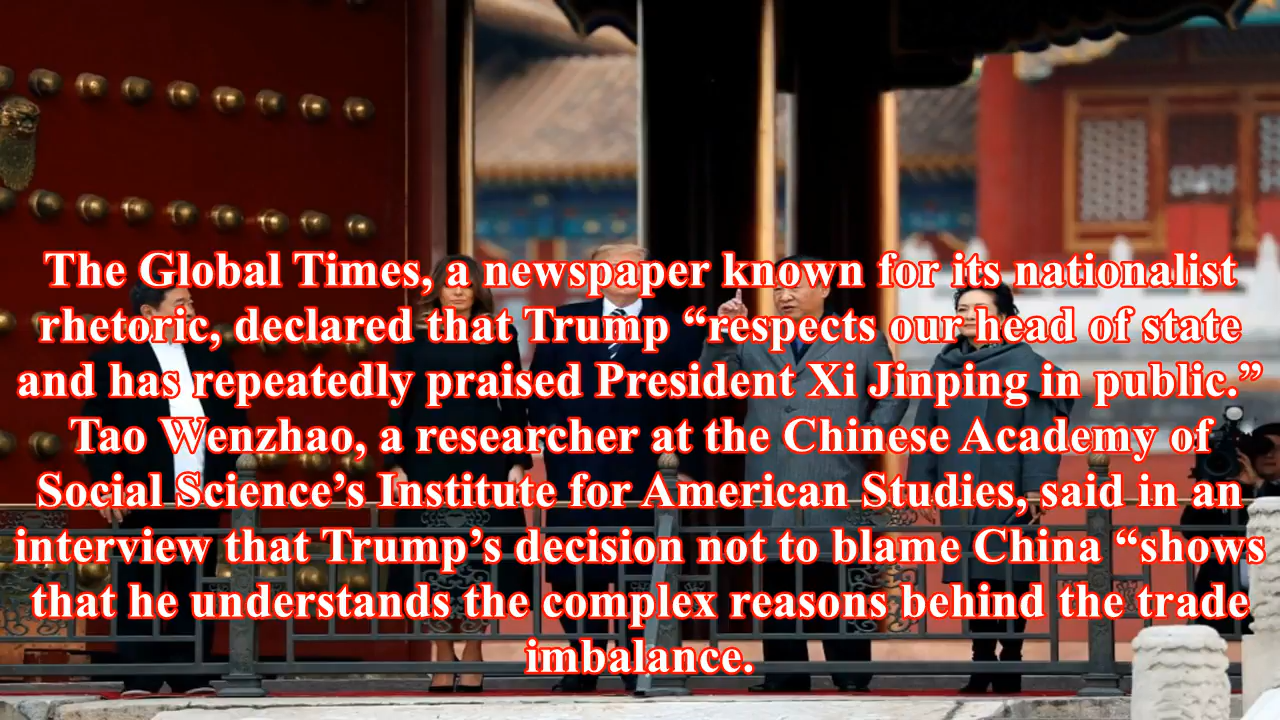 The Global Times, a newspaper known for its nationalist
rhetoric, declared that Trump “respects our head of state
and has repeatedly praised President Xi Jinping in public.”
Tao Wenzhao, a researcher at the Chinese Academy of
Social Science’s Institute for American Studies, said in an
interview that Trump’s decision not to blame China “shows
that he understands the complex reasons behind the trade
imbalance.